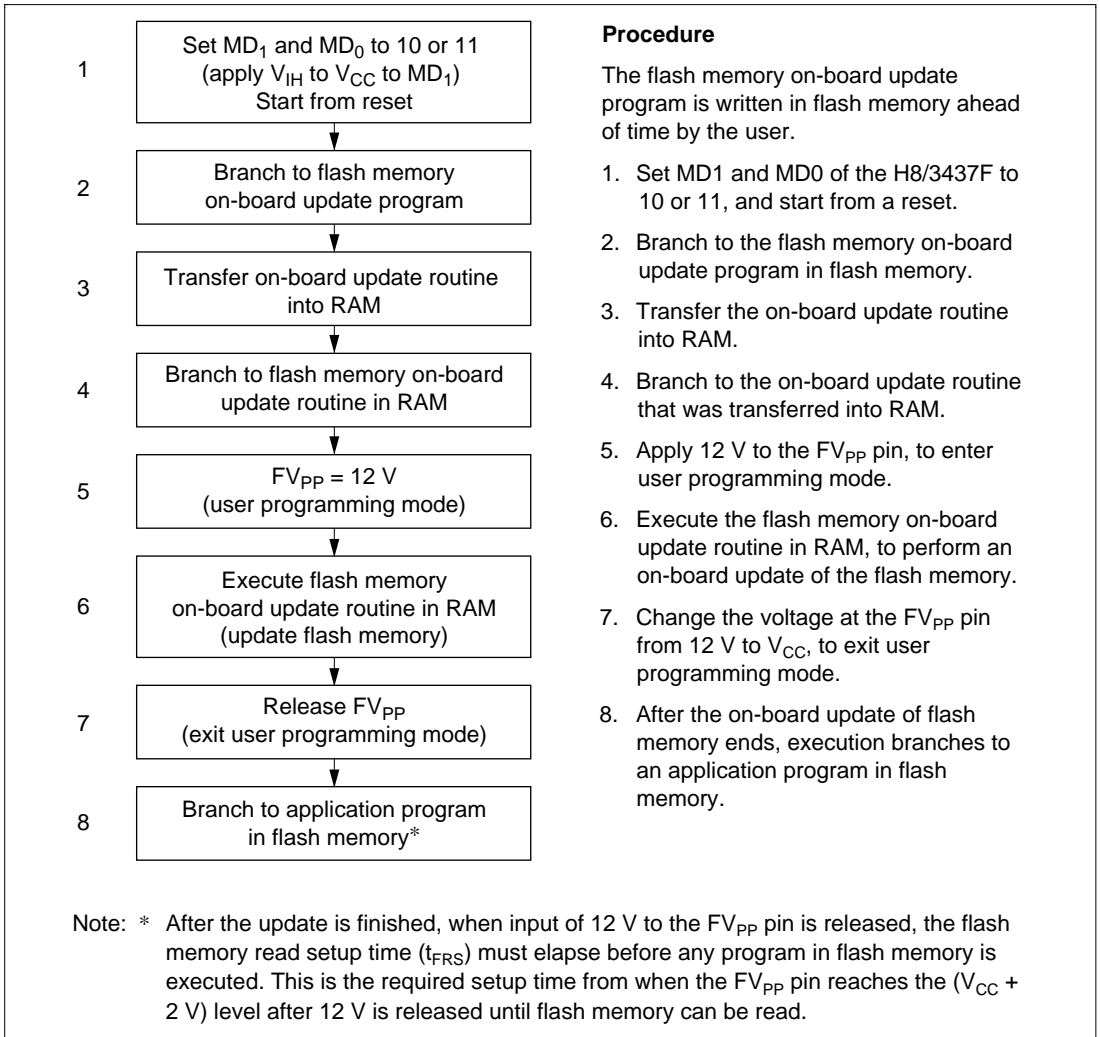 1
Set MD1 and MD0 to 10 or 11
(apply VIH to VCC to MD1)
Start from reset
2
Branch to flash memory
on-board update program
3
Transfer on-board update routine
into RAM
4
Branch to flash memory on-board
update routine in RAM
5
FVPP = 12 V
(user programming mode)
6
Execute flash memory
on-board update routine in RAM
(update flash memory)
7
Release FVPP
(exit user programming mode)
8
Branch to application program
in flash memory*
Procedure
The flash memory on-board update
program is written in flash memory ahead
of time by the user.
1. Set MD1 and MD0 of the H8/3437F to
10 or 11, and start from a reset.
2. Branch to the flash memory on-board
update program in flash memory.
3. Transfer the on-board update routine
into RAM.
4. Branch to the on-board update routine
that was transferred into RAM.
5. Apply 12 V to the FVPP pin, to enter
user programming mode.
6. Execute the flash memory on-board
update routine in RAM, to perform an
on-board update of the flash memory.
7. Change the voltage at the FVPP pin
from 12 V to VCC, to exit user
programming mode.
8. After the on-board update of flash
memory ends, execution branches to
an application program in flash
memory.
Note: * After the update is finished, when input of 12 V to the FVPP pin is released, the flash
memory read setup time (tFRS) must elapse before any program in flash memory is
executed. This is the required setup time from when the FVPP pin reaches the (VCC +
2 V) level after 12 V is released until flash memory can be read.